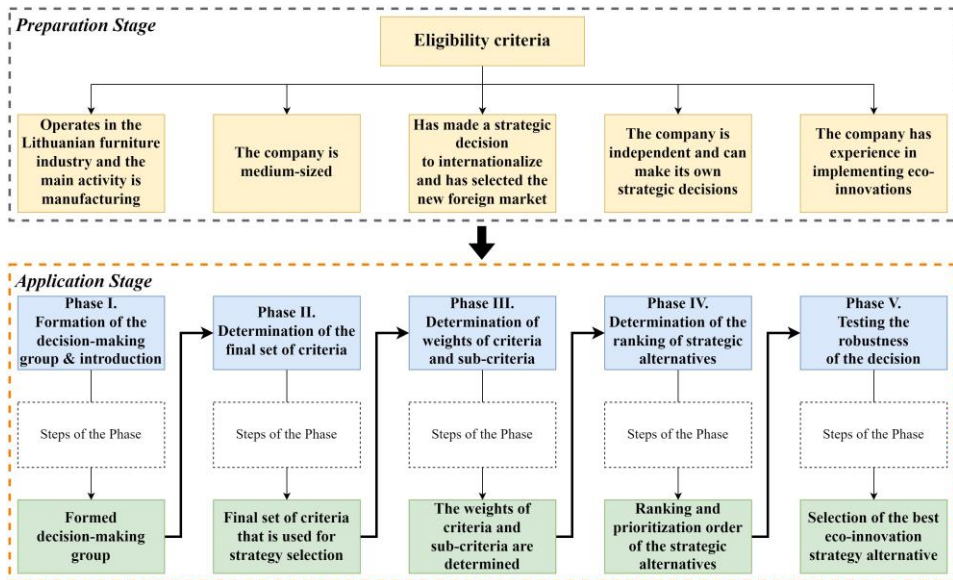 Preparation Stage
Eligibility criteria
Operates in the
Lithuanian furniture
industry and the
main activity is
manufacturing
The company is
medium-sized
Has made a strategic
decision
to internationalize
and has selected the
new foreign market
The company is
independent and can
make its own
strategic decisions
The company has
experience in
implementing eco-
innovations
Application Stage
Phase I.
Formation of the
decision-making
group & introduction
Phase II.
Determination of the
final set of criteria
Phase III.
Determination of
weights of criteria
and sub-criteria
Phase IV.
Determination of the
ranking of strategic
alternatives
Phase V.
Testing the
robustness
of the decision
Steps of the Phase
Steps of the Phase
Steps of the Phase
Steps of the Phase
Steps of the Phase
Formed
decision-making
group
Final set of criteria
that is used for
strategy selection
The weights of
criteria and
sub-criteria are
determined
Ranking and
prioritization order
of the strategic
alternatives
Selection of the best
eco-innovation
strategy alternative